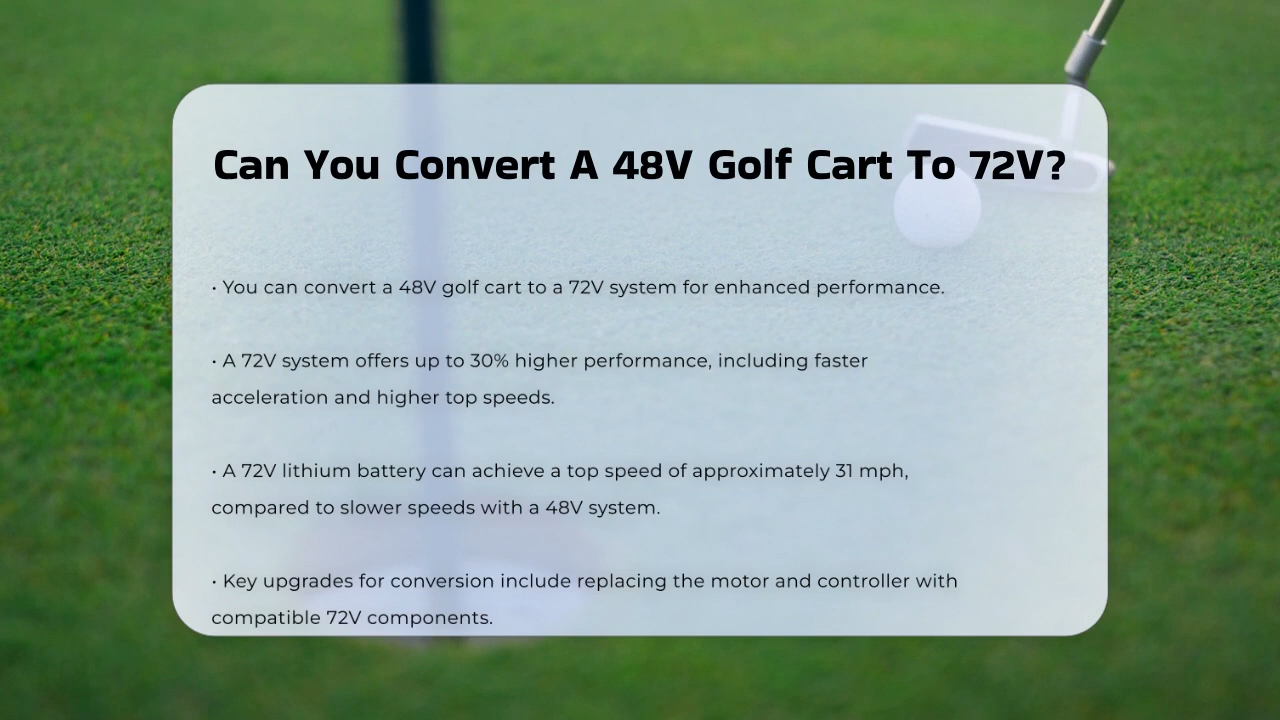 Can You Convert A 48V Golf Cart To 72V?
• You can convert a 48V golf cart to a 72V system for enhanced performance.
• A 72V system offers up to 30% higher performance, including faster
acceleration and higher top speeds.
• A 72V lithium battery can achieve a top speed of approximately 31 mph,
compared to slower speeds with a 48V system.
• Key upgrades for conversion include replacing the motor and controller with
compatible 72V components.